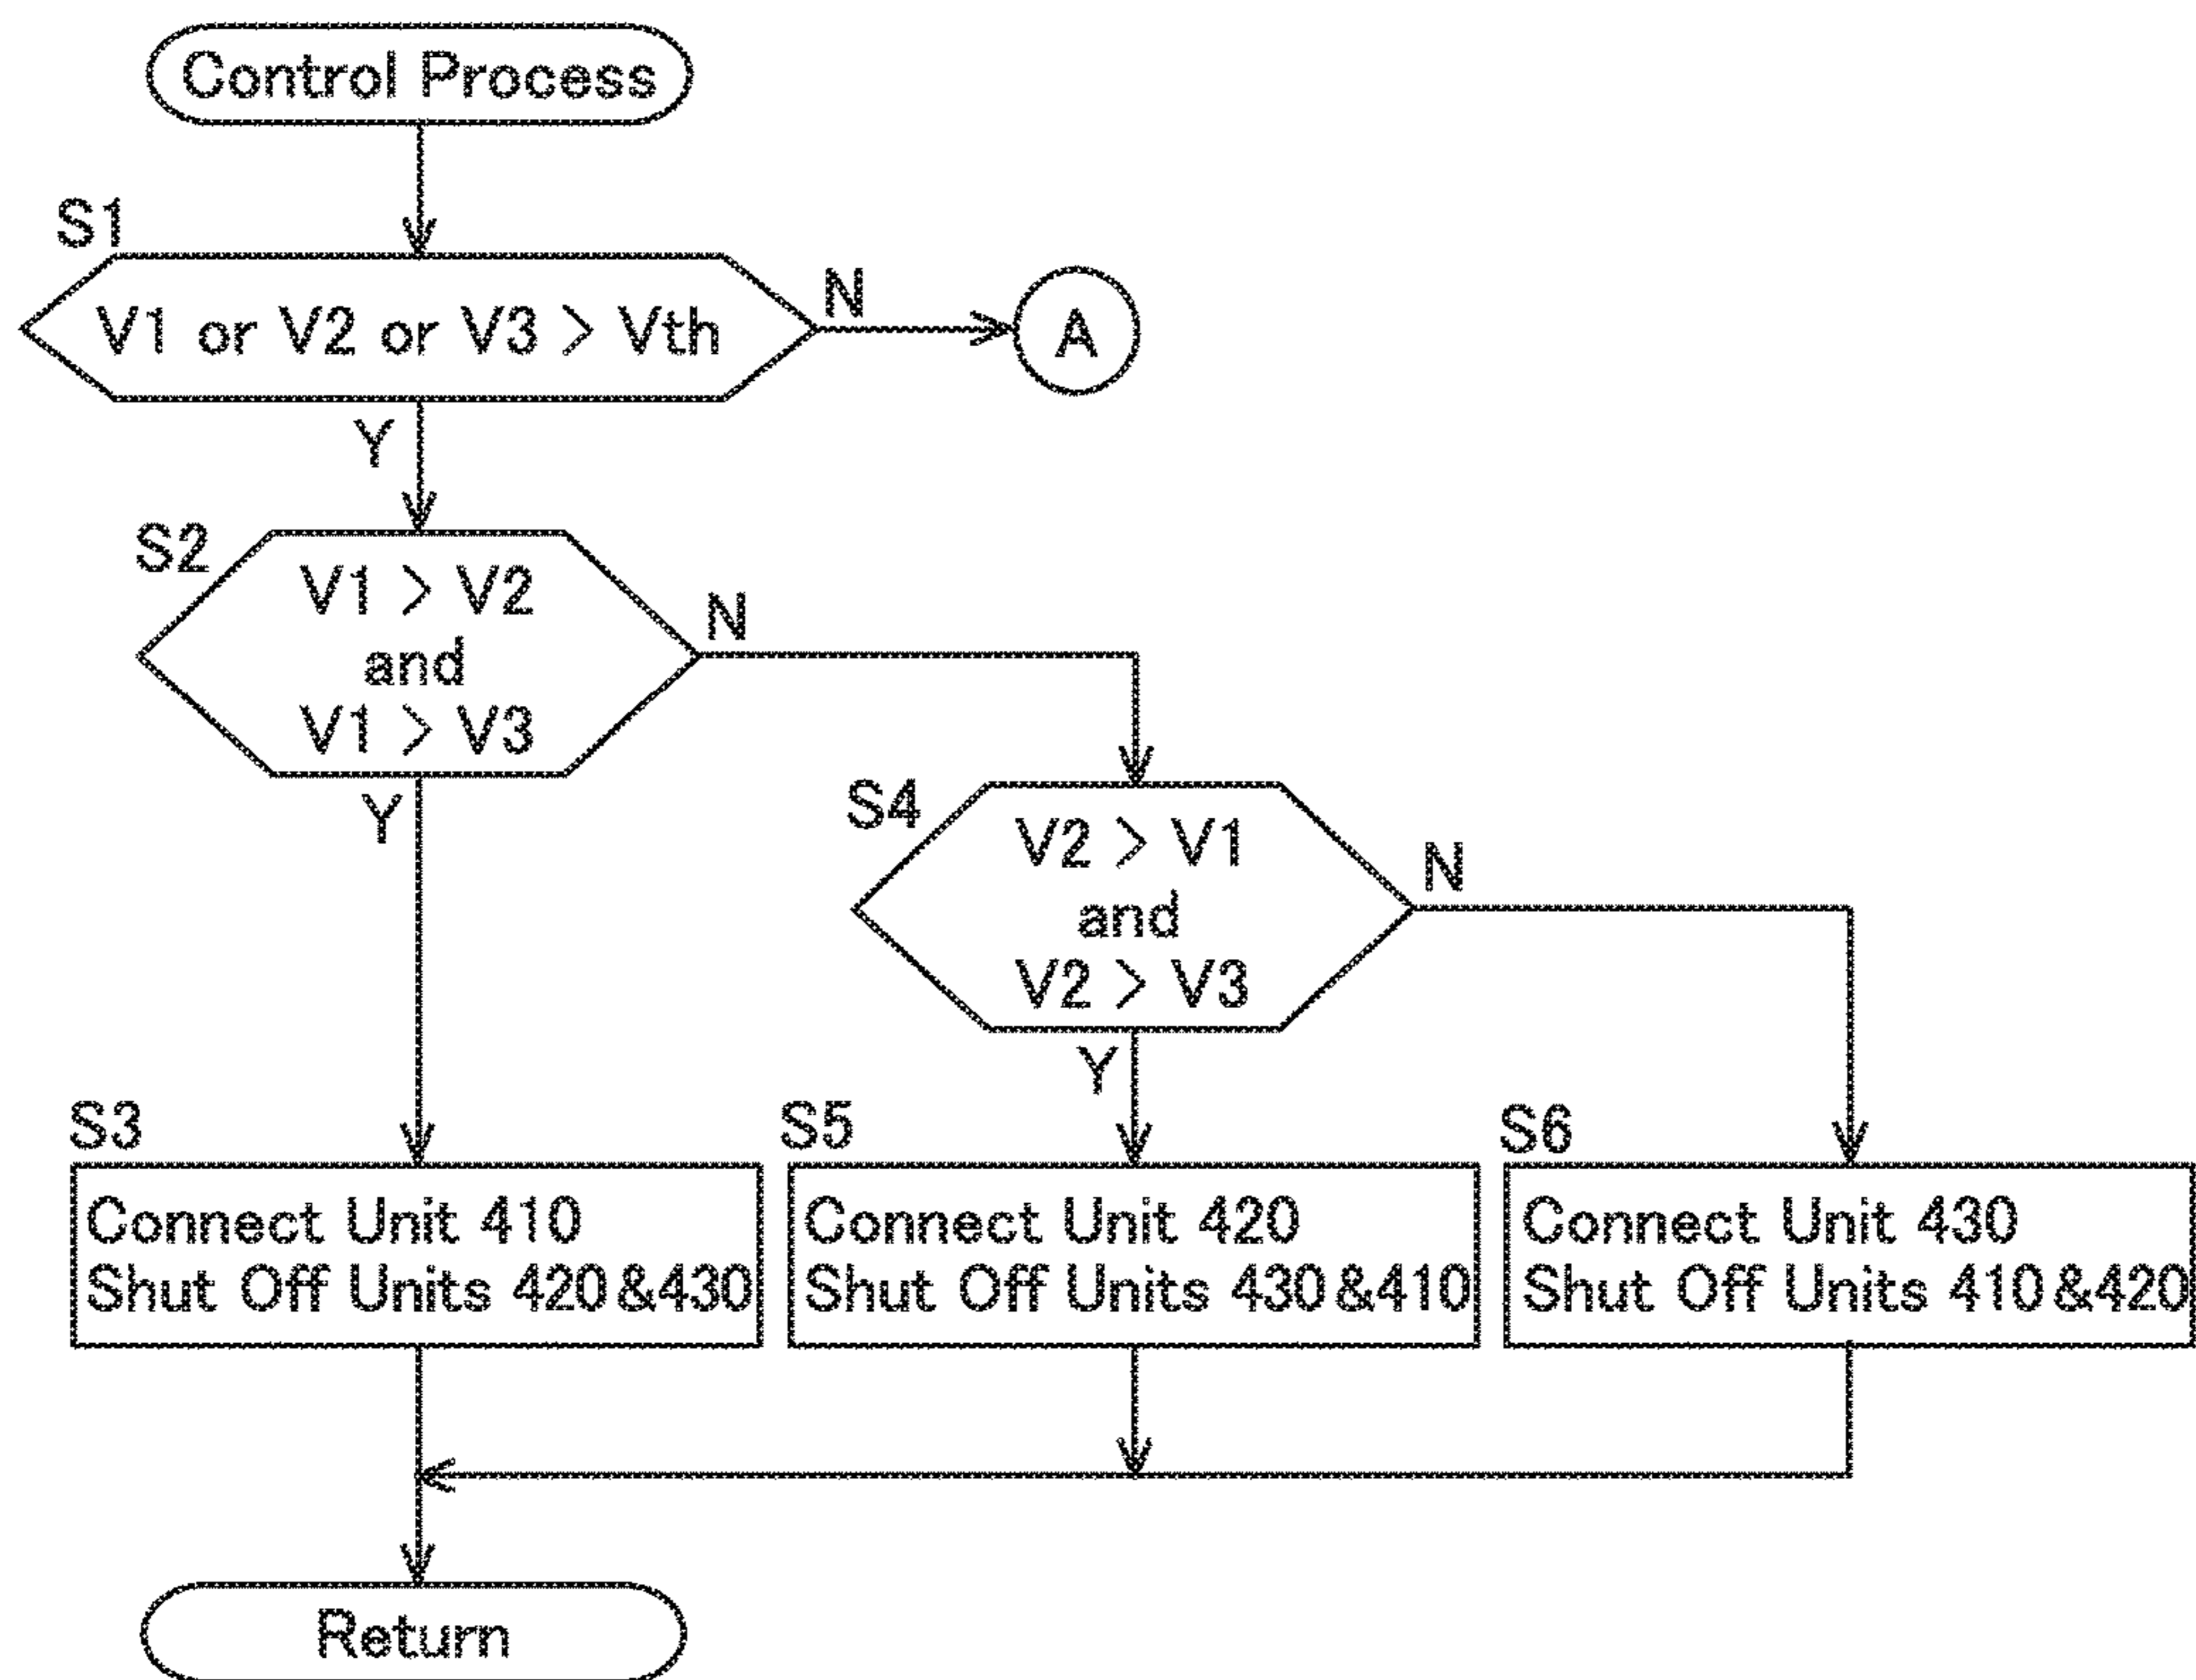 Control Process
S1
V1 or V2 or V3 > Vth
N
A
Y
S2
V1 > V2
and
V1 > V3
N
Y
S4
V2 > V1
and
V2 > V3
N
Y
S3
Connect Unit 410
Shut Off Units 420&430
S5
Connect Unit 420
Shut Off Units 430&410
S6
Connect Unit 430
Shut Off Units 410&420
Return